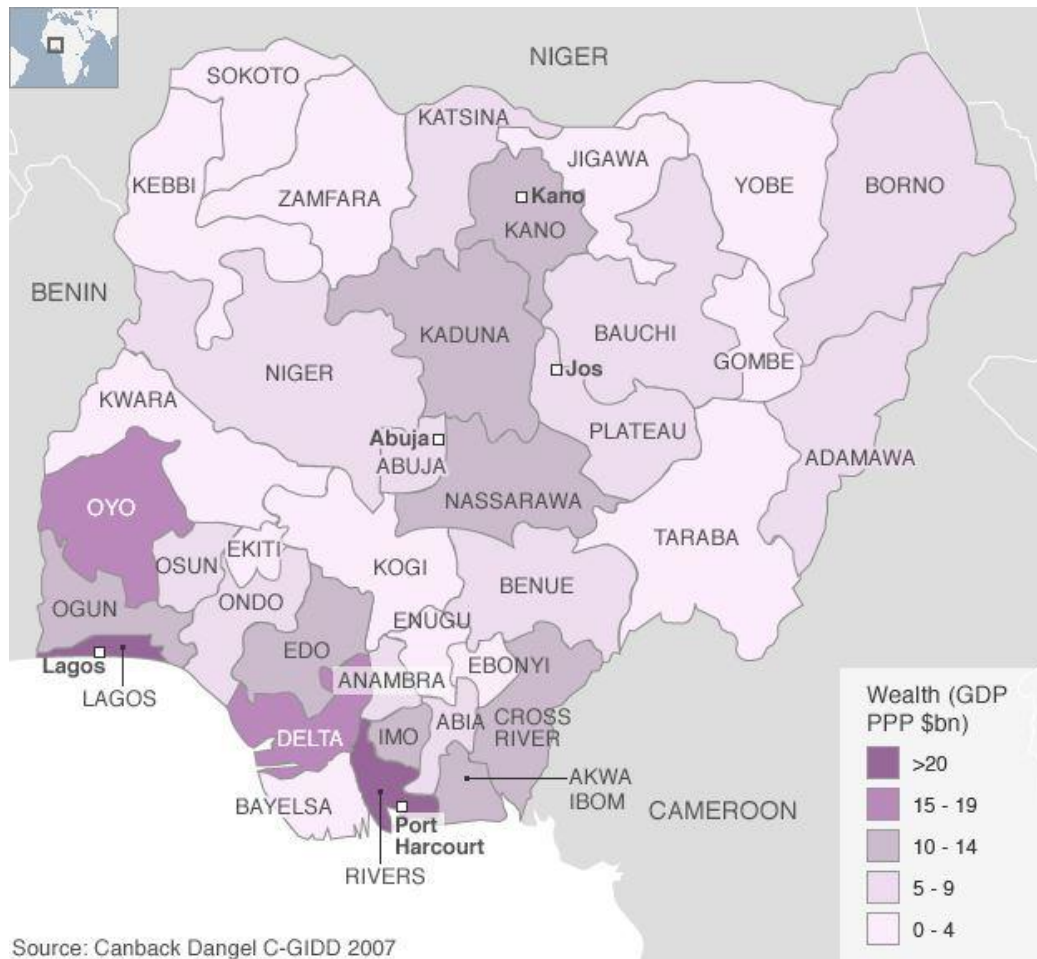 NIGER
SOKOTO
KATSINA
JIGAWA
KEBBI
ZAMFARA
YOBE
BORNO
Kano
KANO
BENIN
KADUNA
BAUCHI
GOMBE
NIGER
Jos
KWARA
PLATEAU
Abuja
ABUJA
ADAMAWA
NASSARAWA
OYO
TARABA
EKITI
OSUN
KOGI
BENUE
ONDO
OGUN
ENUGU
EDO
EBONYI
Lagos
ANAMBRA
LAGOS
ABIA
CROSS
RIVER
IMO
DELTA
AKWA
IBOM
BAYELSA
CAMEROON
Port
Harcourt
RIVERS
Wealth (GDP
PPP $bn)
>20
15 - 19
10 - 14
5 - 9
0 - 4
Source: Canback Dangel C-GIDD 2007